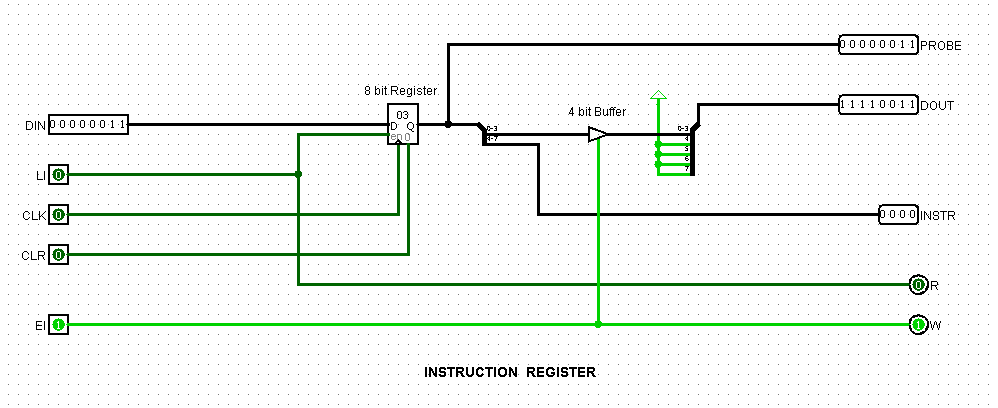 0 0 0 0 0 0 1 1 PROBE
8 bit Register
4 bit Buffer
1 1 1 1 0 0 1 1 DOUT
DIN 0 0 0 0 0 0 1 1
03
D Q
en 0
0-3
4-7
0-3
4
5
6
7
LI 0
CLK 0
0 0 0 0 INSTR
CLR 0
0 R
EI 1
1 W
INSTRUCTION REGISTER